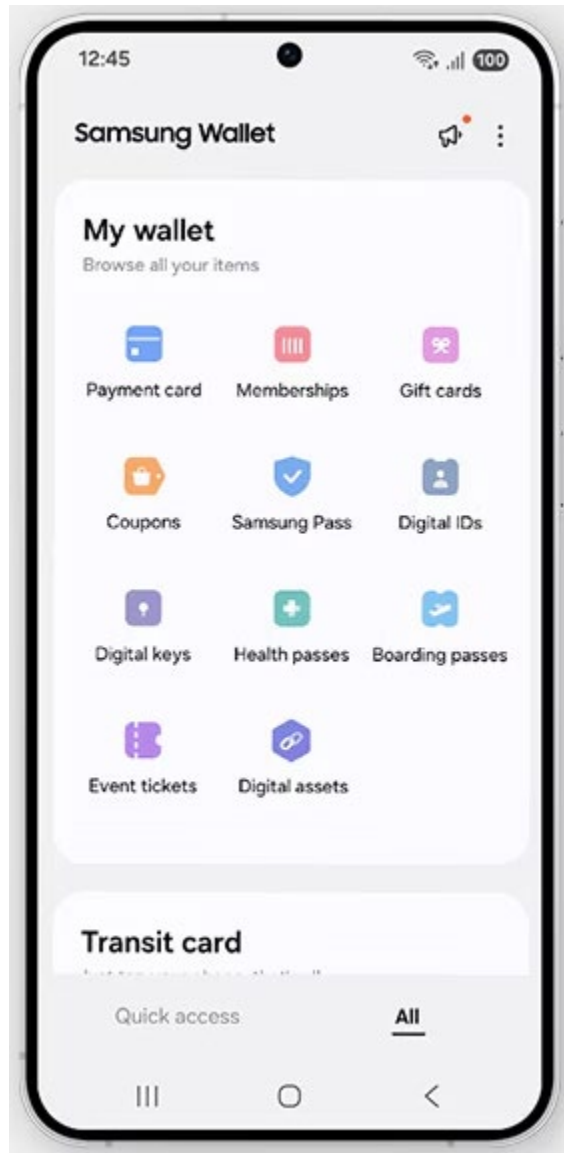 12:45
100
Samsung Wallet
My wallet
Browse all your items
Payment card Memberships Gift cards
Coupons Samsung Pass Digital IDs
Digital keys Health passes Boarding passes
Event tickets Digital assets
Transit card
Quick access All